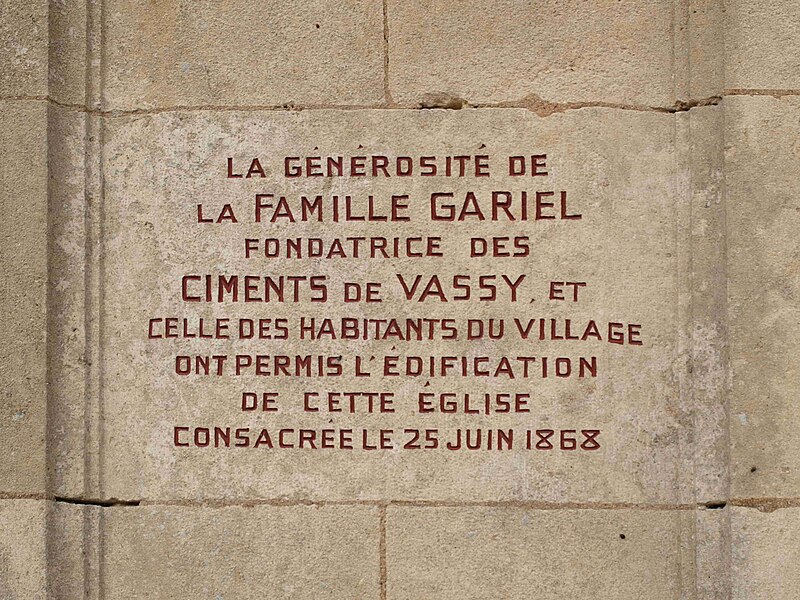 LA GÉNÉROSITÉ DE
LA FAMILLE GARIEL
FONDATRICE DES
CIMENTS DE VASSY, ET
CELLE DES HABITANTS DU VILLAGE
ONT PERMIS L'ÉDIFICATION
DE CETTE ÉGLISE
CONSACRÉE LE 25 JUIN 1868